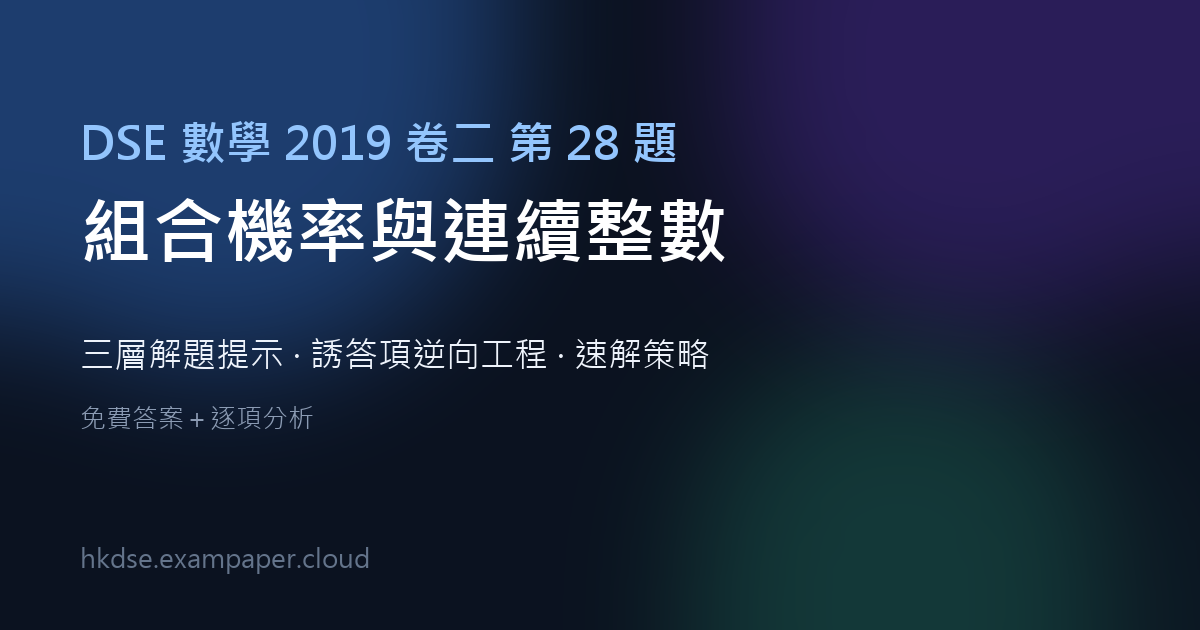 DSE 數學 2019 卷二 第 28 題
組合機率與連續整數
三層解題提示 · 誘答項逆向工程 · 速解策略
免費答案 + 逐項分析
hkdse.exampaper.cloud